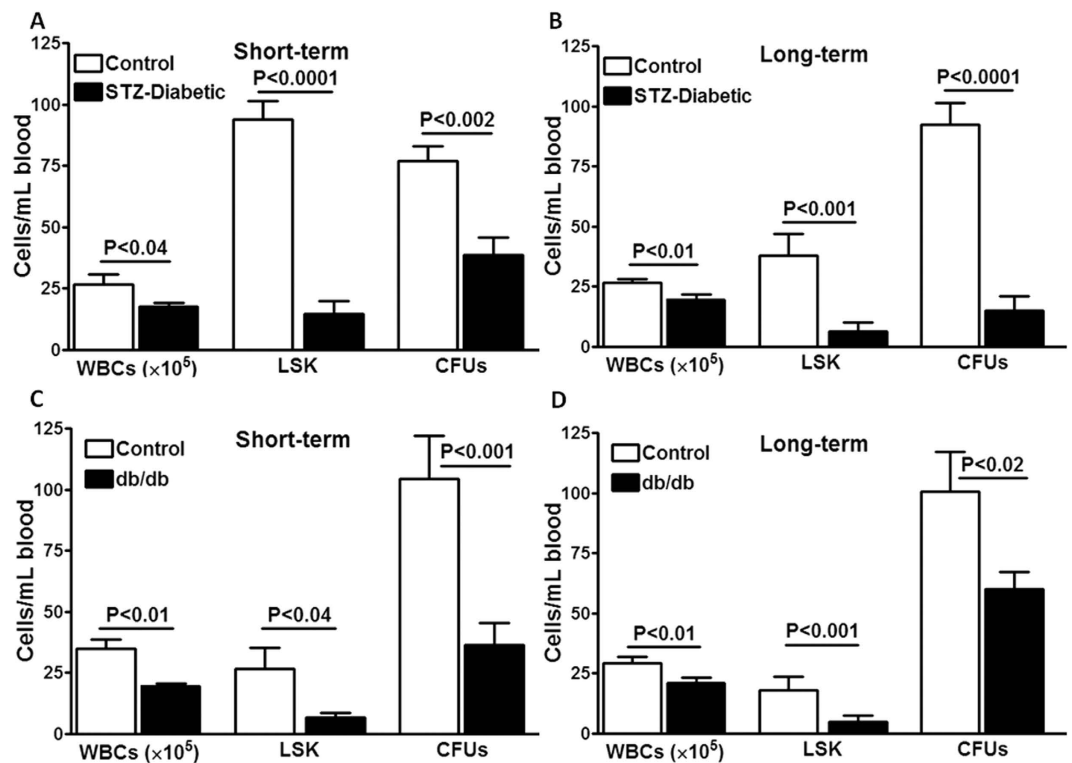 A
Short-term
Control
STZ-Diabetic
P<0.0001
P<0.002
P<0.04
Cells/mL blood
125
100
75
50
25
0
WBCs (×10⁵)
LSK
CFUs
B
Long-term
Control
STZ-Diabetic
P<0.0001
P<0.001
P<0.01
Cells/mL blood
125
100
75
50
25
0
WBCs (×10⁵)
LSK
CFUs
C
Short-term
Control
db/db
P<0.001
P<0.01
P<0.04
Cells/mL blood
125
100
75
50
25
0
WBCs (×10⁵)
LSK
CFUs
D
Long-term
Control
db/db
P<0.02
P<0.01
P<0.001
Cells/mL blood
125
100
75
50
25
0
WBCs (×10⁵)
LSK
CFUs